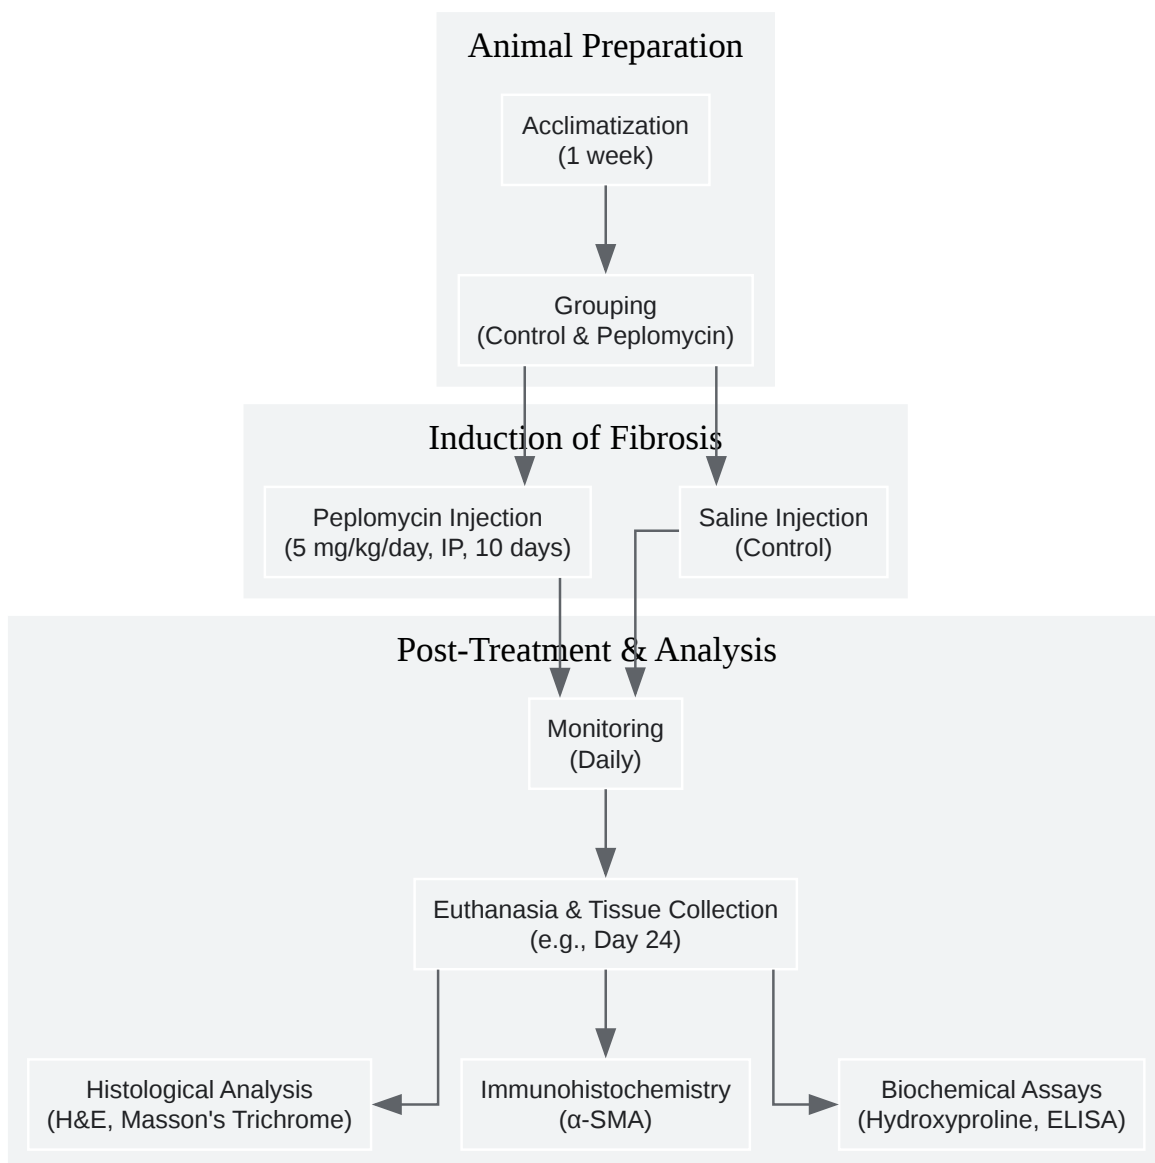 Animal Preparation
Acclimatization
(1 week)
Grouping
(Control & Peplomycin)
Induction of Fibrosis
Peplomycin Injection
(5 mg/kg/day, IP, 10 days)
Saline Injection
(Control)
Post-Treatment & Analysis
Monitoring
(Daily)
Euthanasia & Tissue Collection
(e.g., Day 24)
Histological Analysis
(H&E, Masson's Trichrome)
Immunohistochemistry
(α-SMA)
Biochemical Assays
(Hydroxyproline, ELISA)